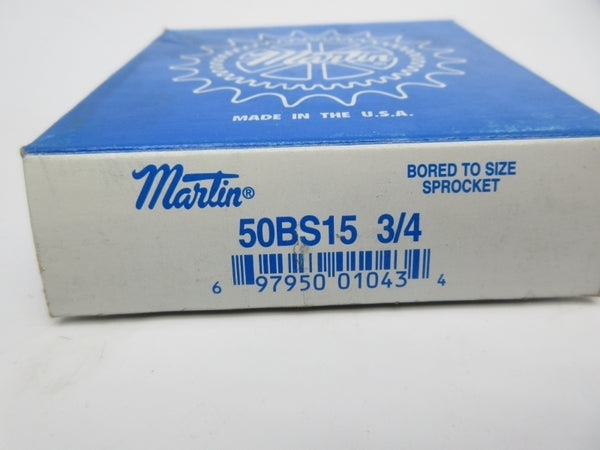 Martin
MADE IN THE U.S.A.
Martin®
BORED TO SIZE
SPROCKET
50BS15 3/4
6 97950 01043 4